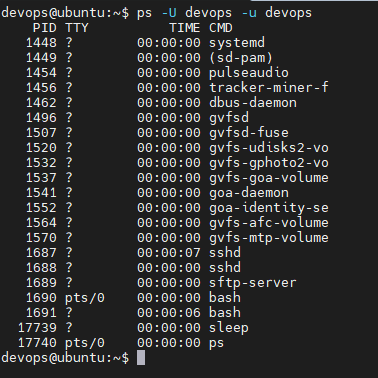 devops@ubuntu:~$ ps -U devops -u devops
    PID TTY          TIME CMD
   1448 ?        00:00:00 systemd
   1449 ?        00:00:00 (sd-pam)
   1454 ?        00:00:00 pulseaudio
   1456 ?        00:00:00 tracker-miner-f
   1462 ?        00:00:00 dbus-daemon
   1496 ?        00:00:00 gvfsd
   1507 ?        00:00:00 gvfsd-fuse
   1520 ?        00:00:00 gvfs-udisks2-vo
   1532 ?        00:00:00 gvfs-gphoto2-vo
   1537 ?        00:00:00 gvfs-goa-volume
   1541 ?        00:00:00 goa-daemon
   1552 ?        00:00:00 goa-identity-se
   1564 ?        00:00:00 gvfs-afc-volume
   1570 ?        00:00:00 gvfs-mtp-volume
   1687 ?        00:00:07 sshd
   1688 ?        00:00:00 sshd
   1689 ?        00:00:00 sftp-server
   1690 pts/0    00:00:00 bash
   1691 ?        00:00:06 bash
  17739 ?        00:00:00 sleep
  17740 pts/0    00:00:00 ps
devops@ubuntu:~$